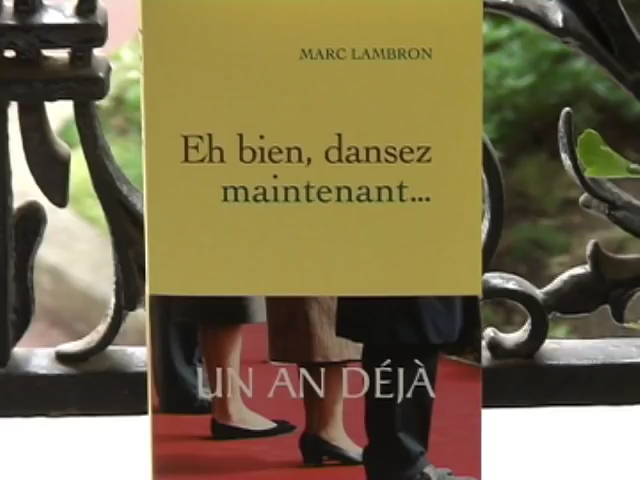 MARC LAMBRON
Eh bien, dansez
maintenant...
UN AN DÉJÀ